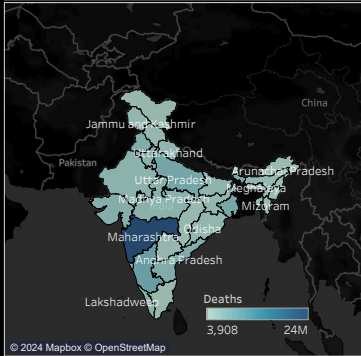 China
Jammu and Kashmir
Pakistan
Uttarakhand
Arunachal Pradesh
Uttar Pradesh
Meghalaya
Madhya Pradesh
Mizoram
Odisha
Maharashtra
Andhra Pradesh
Lakshadweep
Deaths
3,908 24M
© 2024 Mapbox © OpenStreetMap